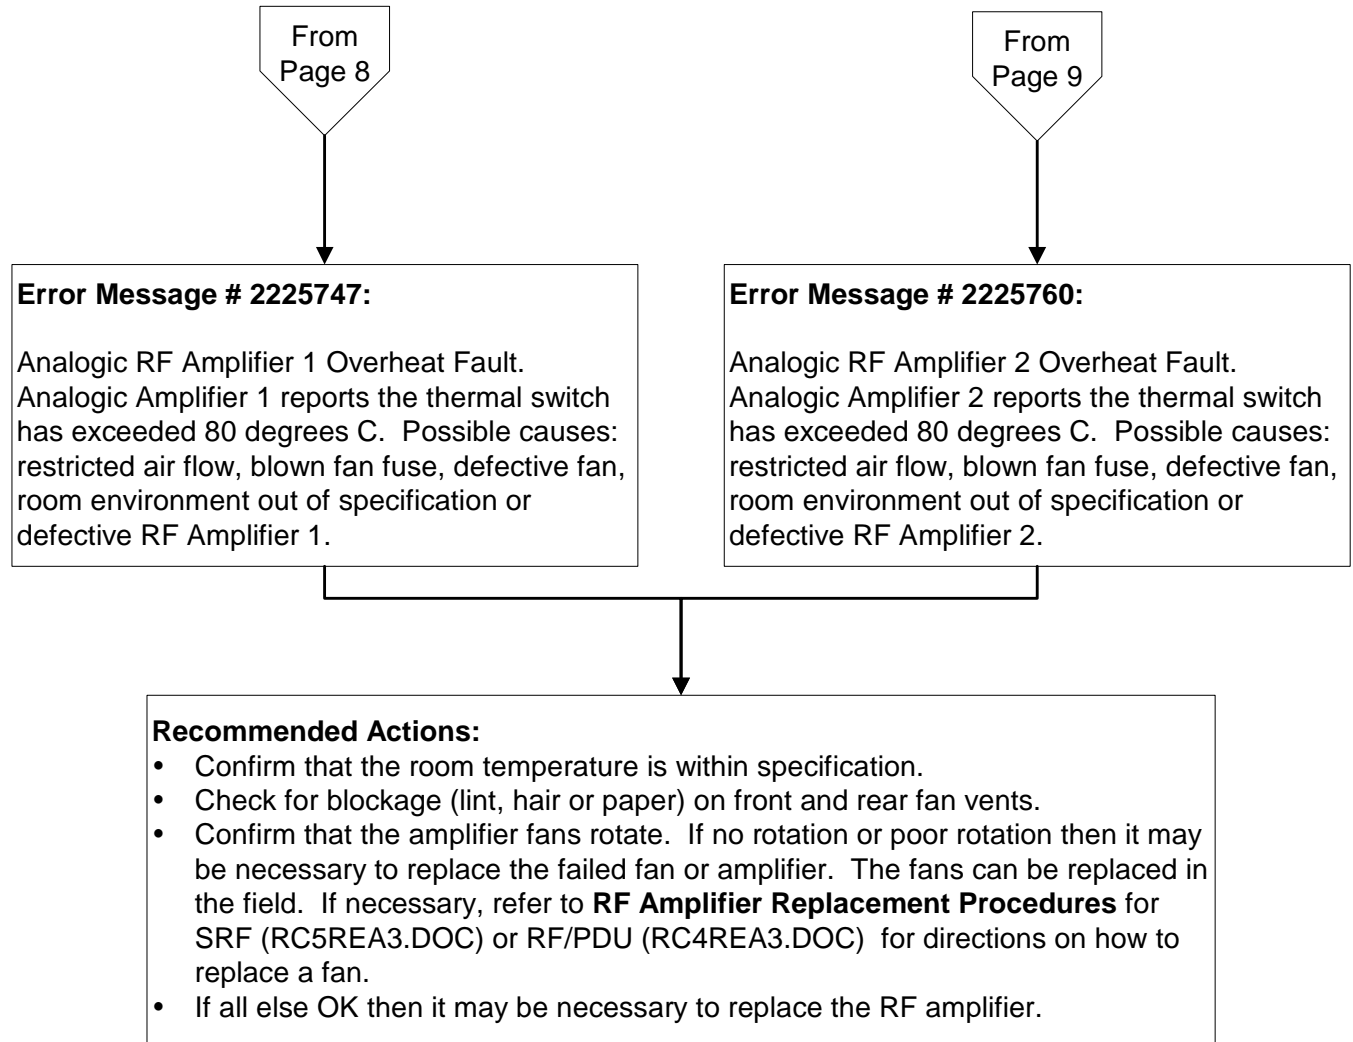 From
Page 8
From
Page 9
Error Message # 2225747:
Analogic RF Amplifier 1 Overheat Fault.
Analogic Amplifier 1 reports the thermal switch
has exceeded 80 degrees C.  Possible causes:
restricted air flow, blown fan fuse, defective fan,
room environment out of specification or
defective RF Amplifier 1.
Error Message # 2225760:
Analogic RF Amplifier 2 Overheat Fault.
Analogic Amplifier 2 reports the thermal switch
has exceeded 80 degrees C.  Possible causes:
restricted air flow, blown fan fuse, defective fan,
room environment out of specification or
defective RF Amplifier 2.
Recommended Actions:
• Confirm that the room temperature is within specification.
• Check for blockage (lint, hair or paper) on front and rear fan vents.
• Confirm that the amplifier fans rotate.  If no rotation or poor rotation then it may
be necessary to replace the failed fan or amplifier.  The fans can be replaced in
the field.  If necessary, refer to RF Amplifier Replacement Procedures for
SRF (RC5REA3.DOC) or RF/PDU (RC4REA3.DOC)  for directions on how to
replace a fan.
• If all else OK then it may be necessary to replace the RF amplifier.